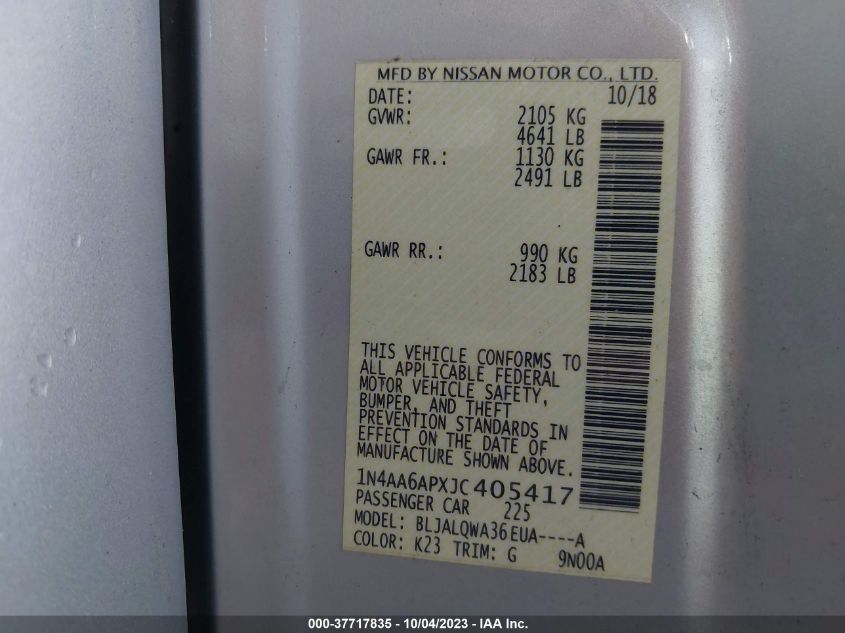 MFD BY NISSAN MOTOR CO., LTD.
DATE: 10/18
GVWR: 2105 KG
4641 LB
GAWR FR.: 1130 KG
2491 LB
GAWR RR.: 990 KG
2183 LB
THIS VEHICLE CONFORMS TO
ALL APPLICABLE FEDERAL
MOTOR VEHICLE SAFETY,
BUMPER, AND THEFT
PREVENTION STANDARDS IN
EFFECT ON THE DATE OF
MANUFACTURE SHOWN ABOVE.
1N4AA6APXJC405417
PASSENGER CAR 225
MODEL: BLJALQWA36EUA----A
COLOR: K23 TRIM: G 9N00A
000-37717835 - 10/04/2023 - IAA Inc.